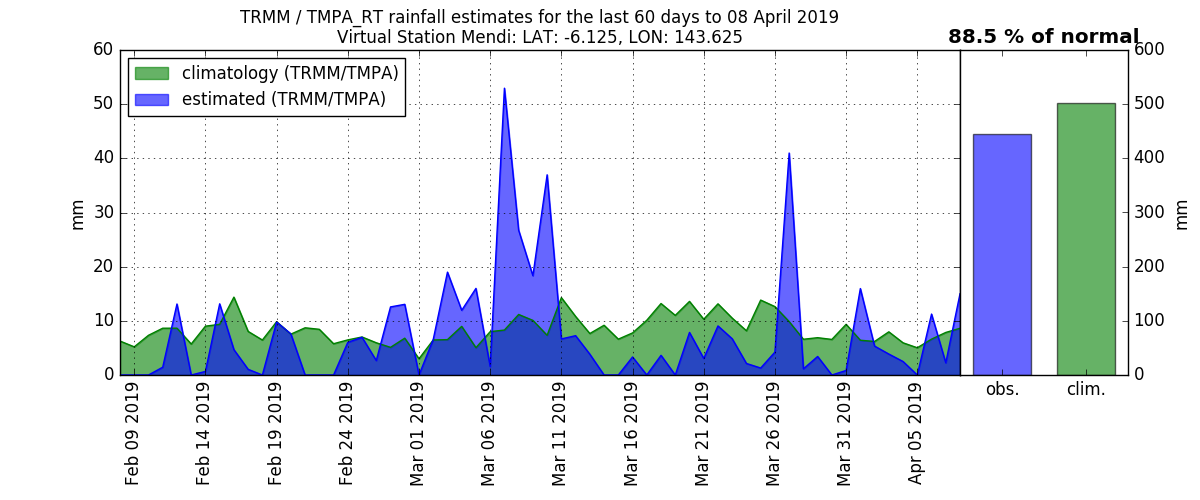 TRMM / TMPA_RT rainfall estimates for the last 60 days to 08 April 2019
Virtual Station Mendi: LAT: -6.125, LON: 143.625
88.5 % of normal
climatology (TRMM/TMPA)
estimated (TRMM/TMPA)
60
50
40
30
20
10
0
mm
Feb 09 2019
Feb 14 2019
Feb 19 2019
Feb 24 2019
Mar 01 2019
Mar 06 2019
Mar 11 2019
Mar 16 2019
Mar 21 2019
Mar 26 2019
Mar 31 2019
Apr 05 2019
obs.
clim.
600
500
400
300
200
100
0
mm